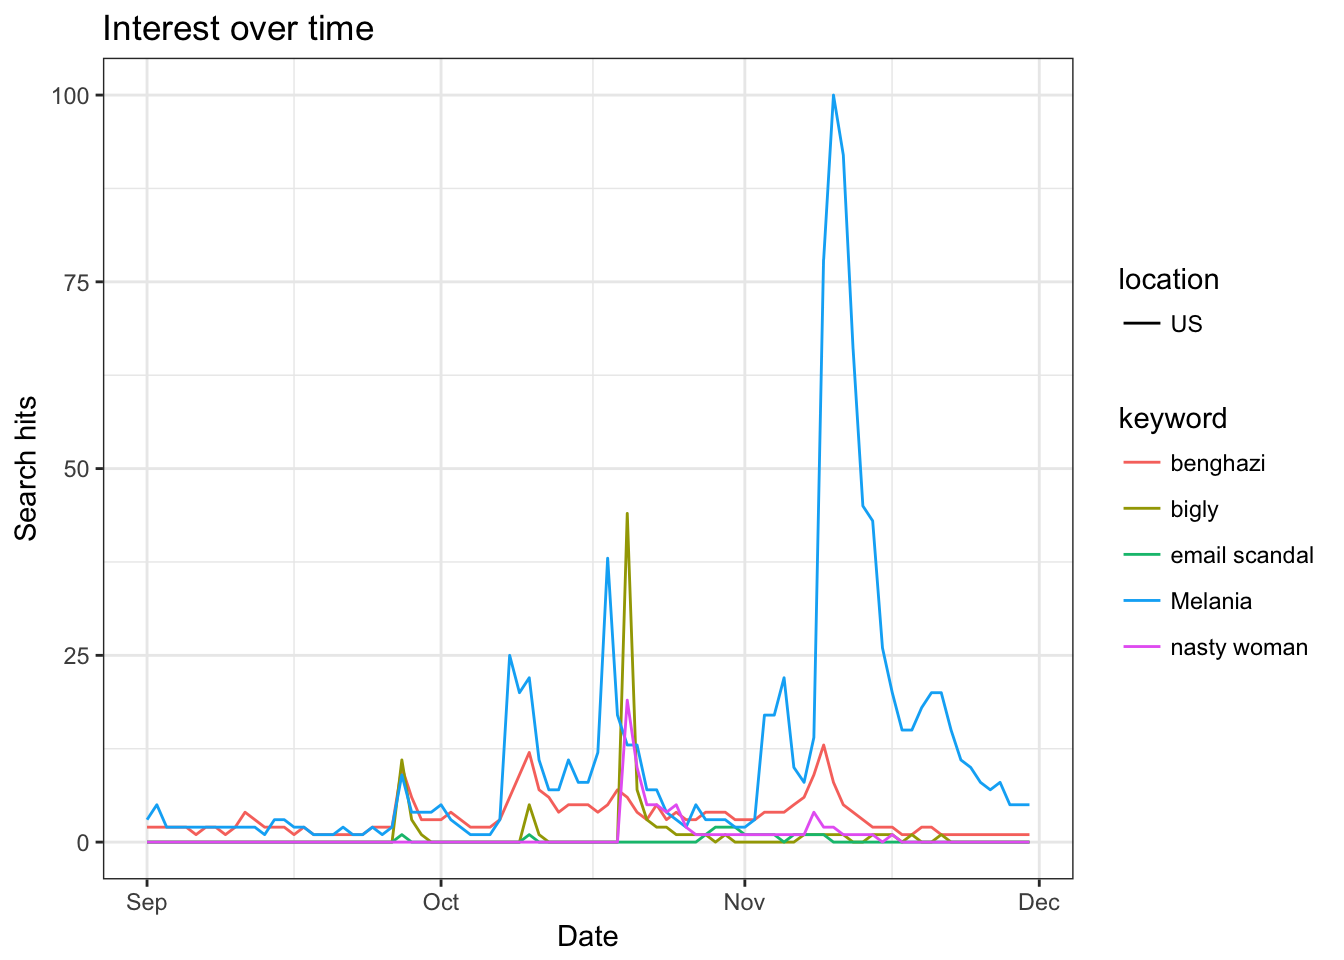 Interest over time
100
75
50
25
0
Search hits
Sep Oct Nov Dec
Date
location
US
keyword
benghazi
bigly
email scandal
Melania
nasty woman